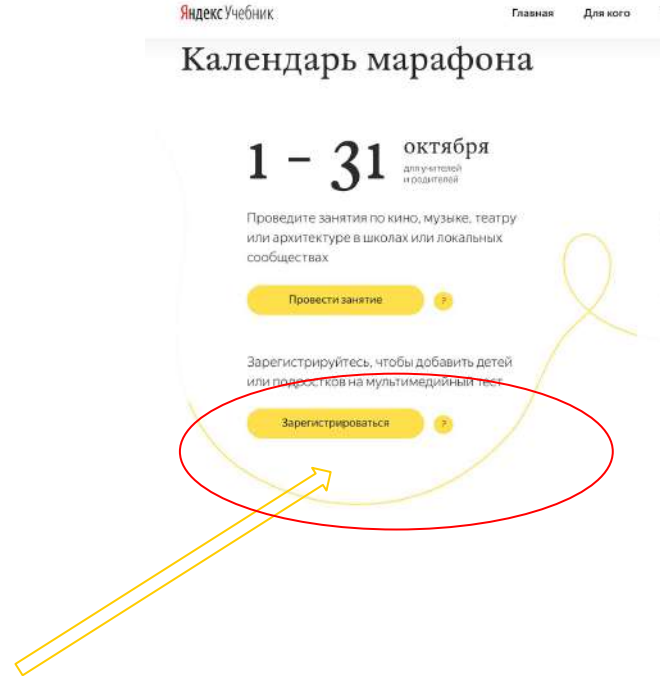 Яндекс Учебник Главная Для кого
Календарь марафона
1 – 31 октября
для учителей
и родителей
Проведите занятия по кино, музыке, театру
или архитектуре в школах или локальных
сообществах
Провести занятие ?
Зарегистрируйтесь, чтобы добавить детей
или подростков на мультимедийный тест
Зарегистрироваться ?